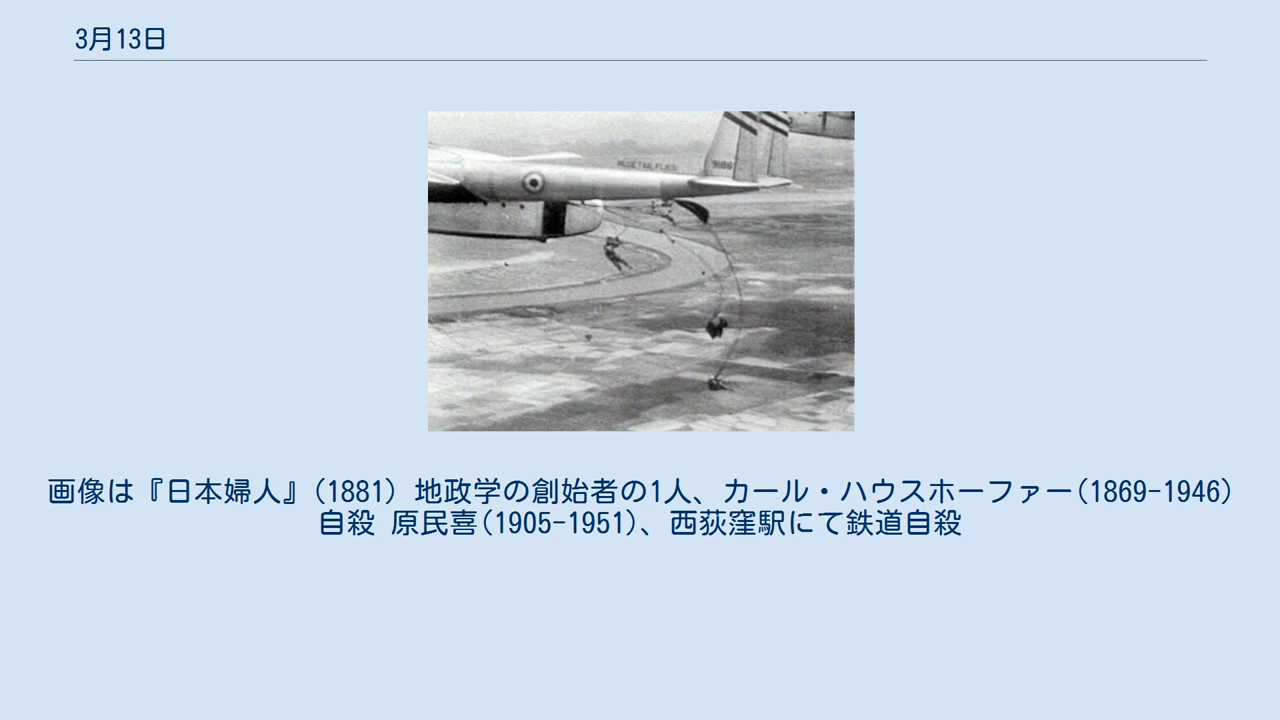 3月13日
9186
画像は『日本婦人』(1881) 地政学の創始者の1人、カール・ハウスホーファー(1869-1946)
自殺 原民喜(1905-1951)、西荻窪駅にて鉄道自殺